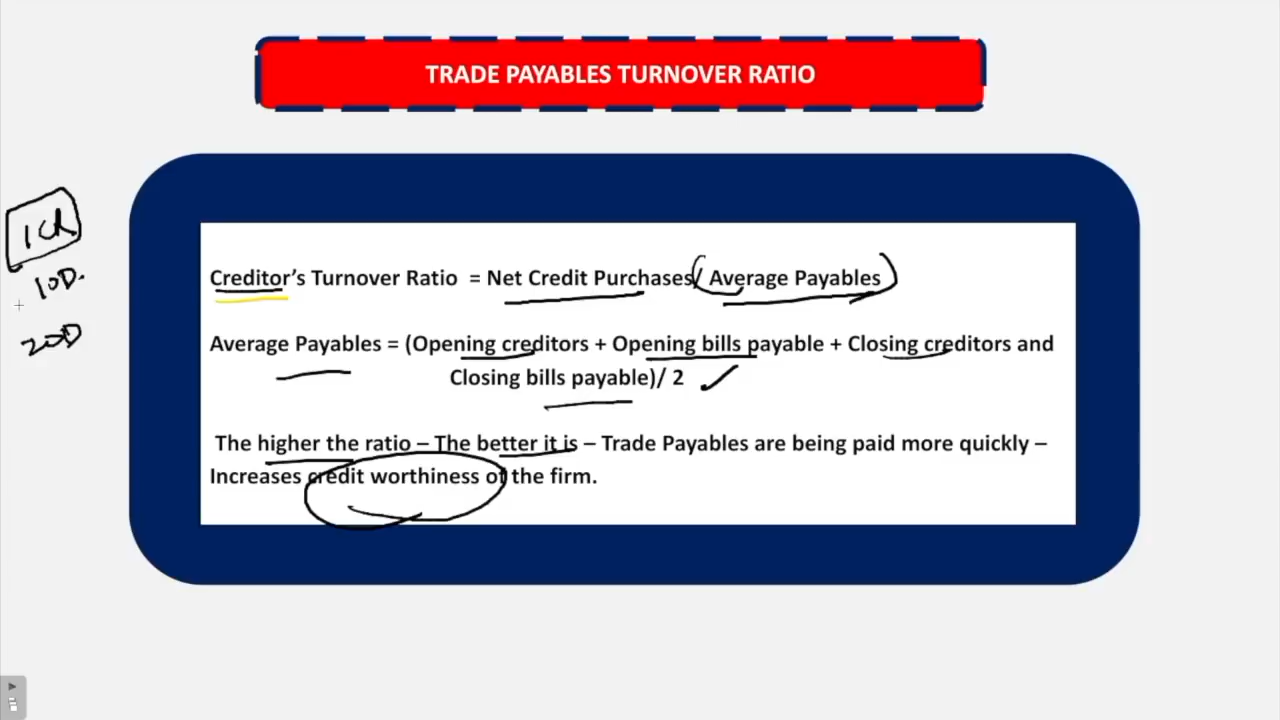 TRADE PAYABLES TURNOVER RATIO
1CR
10D.
20D
Creditor's Turnover Ratio = Net Credit Purchases/ Average Payables
Average Payables = (Opening creditors + Opening bills payable + Closing creditors and
Closing bills payable)/ 2
The higher the ratio – The better it is – Trade Payables are being paid more quickly –
Increases credit worthiness of the firm.